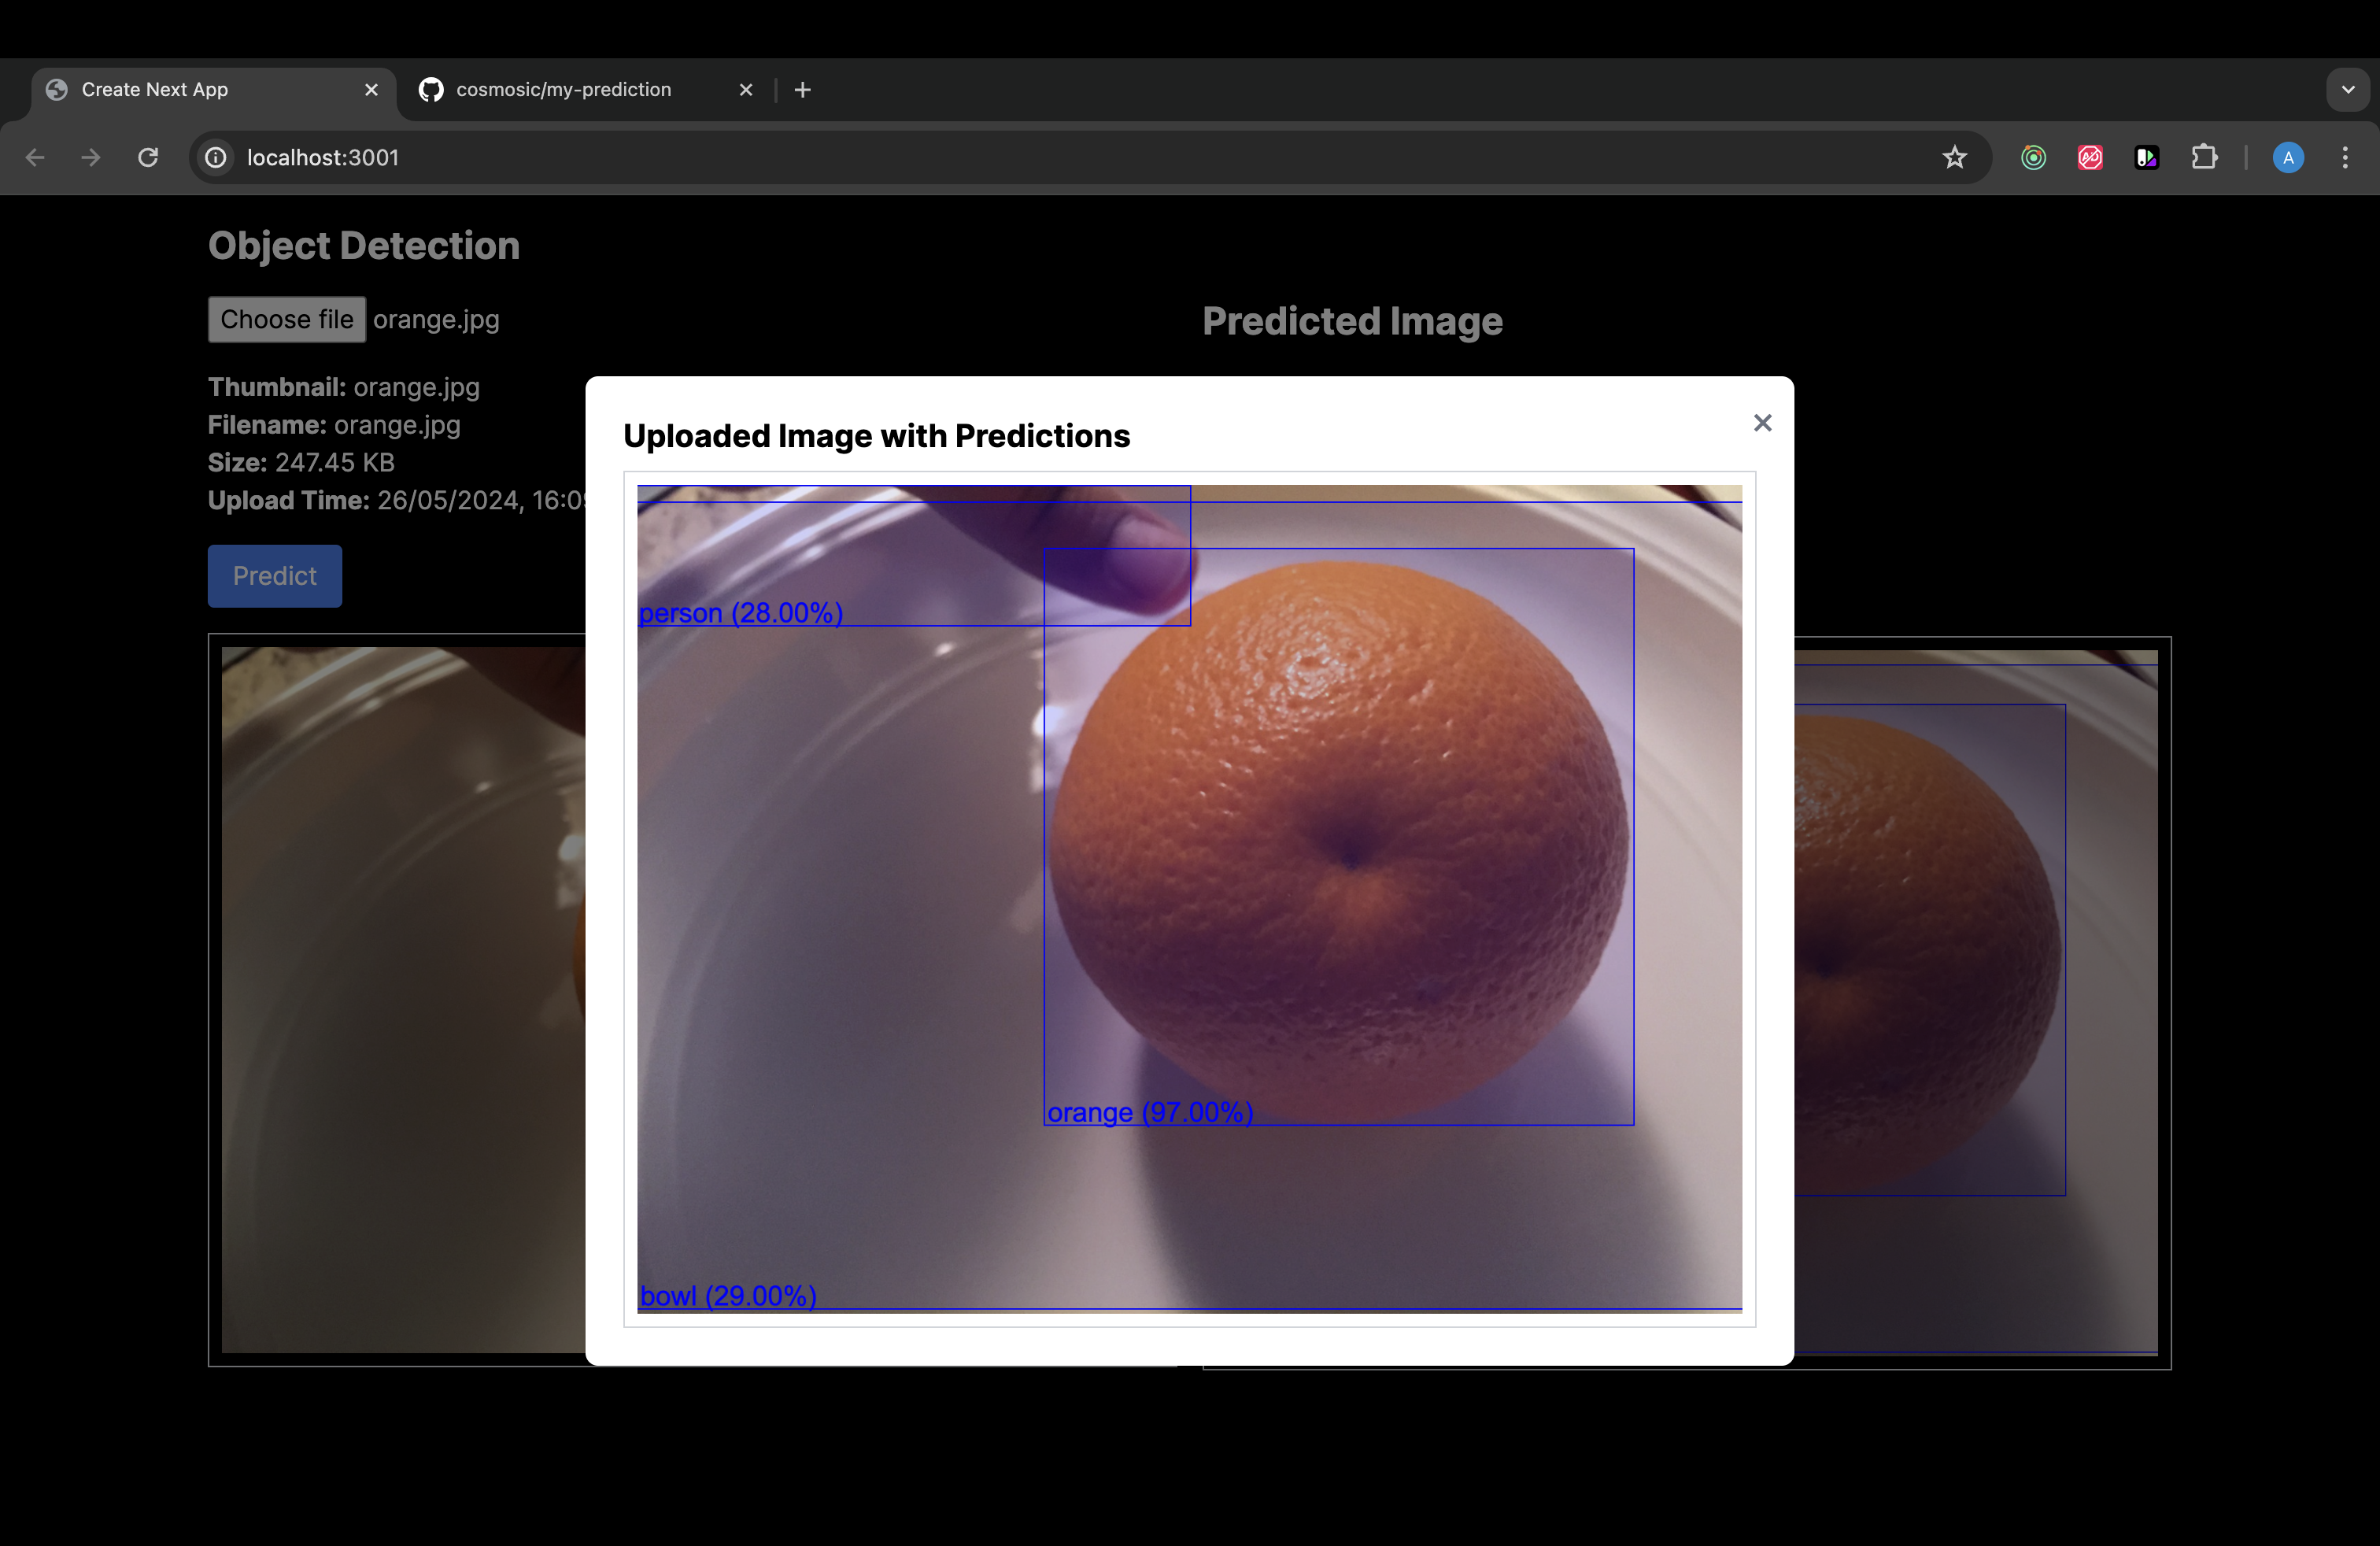 Create Next App
cosmosic/my-prediction
localhost:3001
A
Object Detection
Choose file orange.jpg
Predicted Image
Thumbnail: orange.jpg
Filename: orange.jpg
Size: 247.45 KB
Upload Time: 26/05/2024, 16:0
Predict
Uploaded Image with Predictions
person (28.00%)
orange (97.00%)
bowl (29.00%)